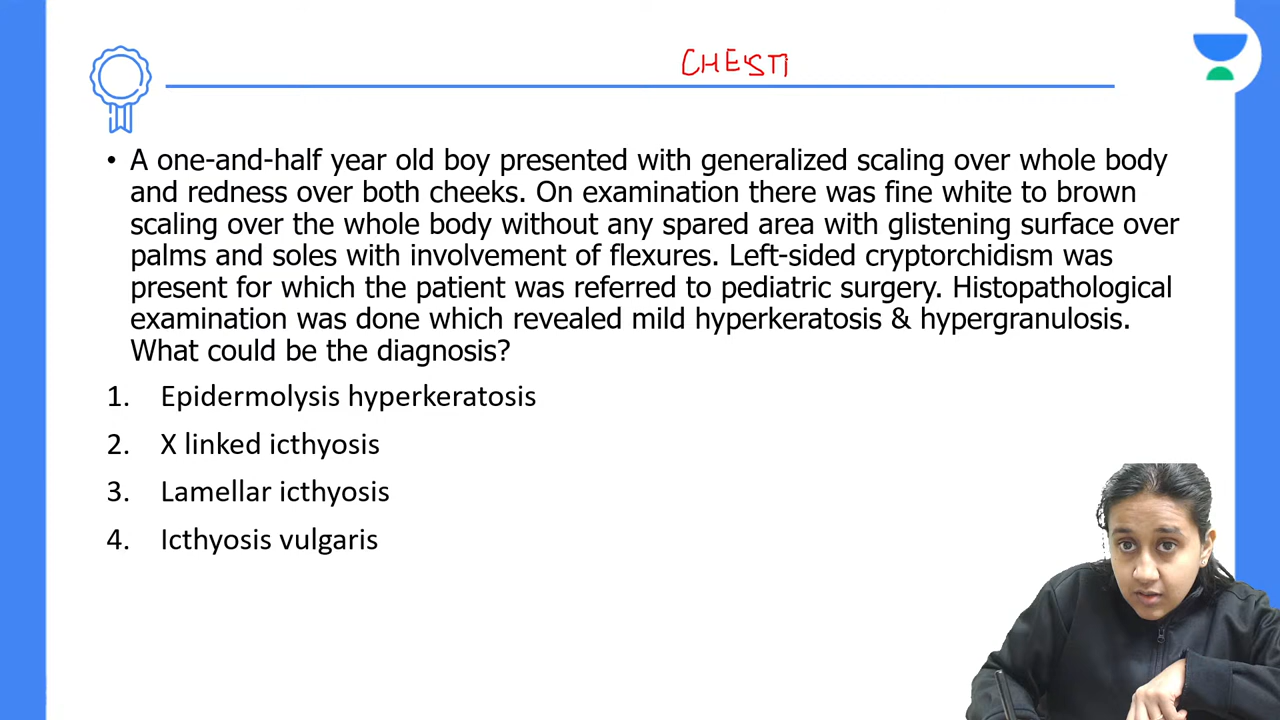 CHESTI
• A one-and-half year old boy presented with generalized scaling over whole body
and redness over both cheeks. On examination there was fine white to brown
scaling over the whole body without any spared area with glistening surface over
palms and soles with involvement of flexures. Left-sided cryptorchidism was
present for which the patient was referred to pediatric surgery. Histopathological
examination was done which revealed mild hyperkeratosis & hypergranulosis.
What could be the diagnosis?
1. Epidermolysis hyperkeratosis
2. X linked icthyosis
3. Lamellar icthyosis
4. Icthyosis vulgaris